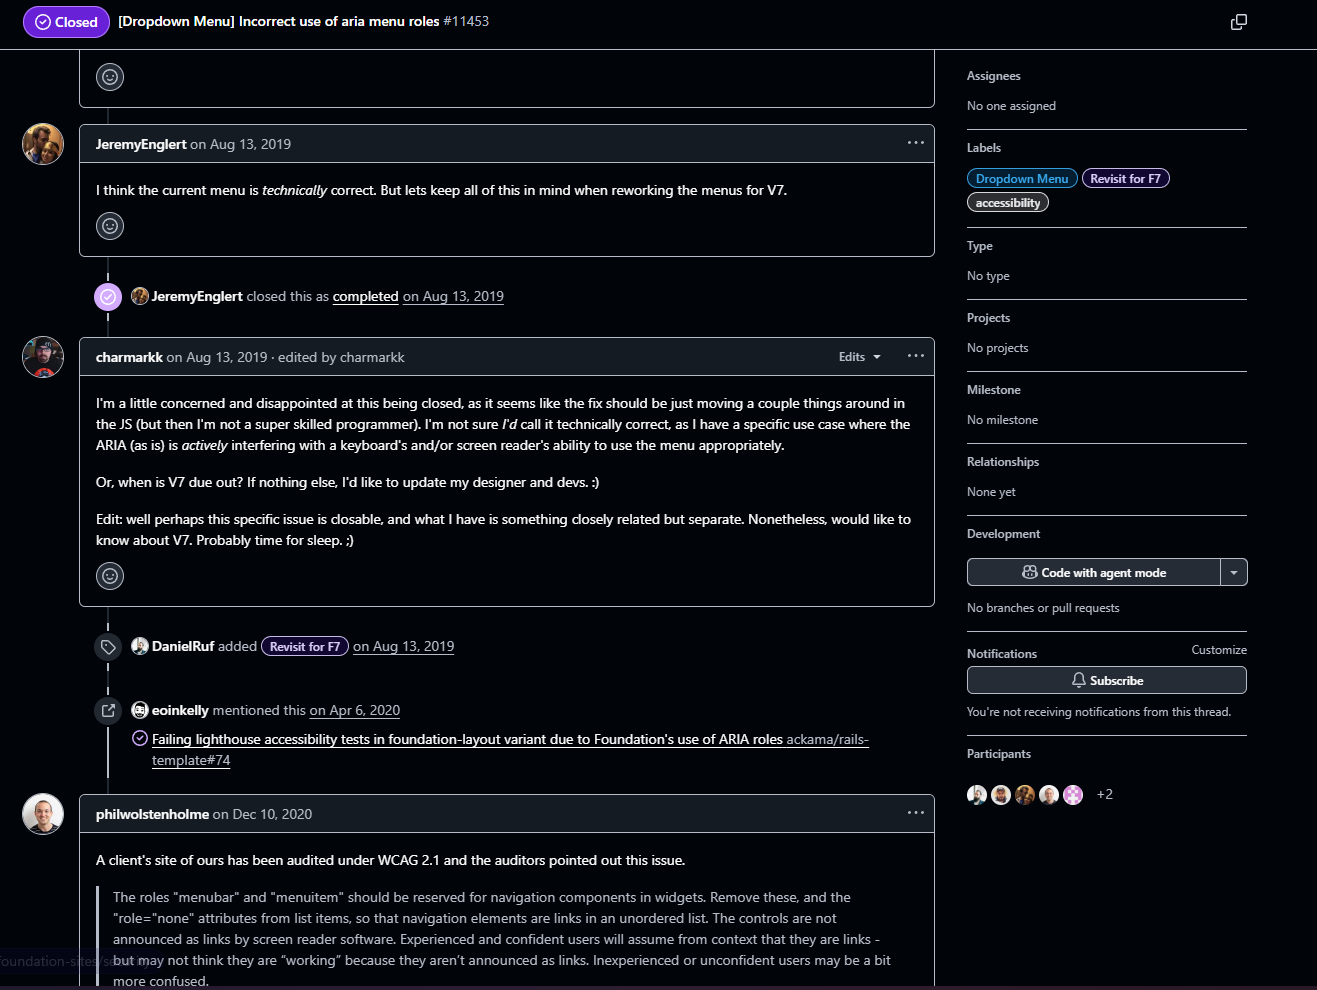 Closed [Dropdown Menu] Incorrect use of aria menu roles #11453
JeremyEnglert on Aug 13, 2019
I think the current menu is technically correct. But lets keep all of this in mind when reworking the menus for V7.
JeremyEnglert closed this as completed on Aug 13, 2019
charmarkk on Aug 13, 2019 · edited by charmarkk
Edits
I'm a little concerned and disappointed at this being closed, as it seems like the fix should be just moving a couple things around in
the JS (but then I'm not a super skilled programmer). I'm not sure I'd call it technically correct, as I have a specific use case where the
ARIA (as is) is actively interfering with a keyboard's and/or screen reader's ability to use the menu appropriately.
Or, when is V7 due out? If nothing else, I'd like to update my designer and devs. :)
Edit: well perhaps this specific issue is closable, and what I have is something closely related but separate. Nonetheless, would like to
know about V7. Probably time for sleep. ;)
DanielRuf added Revisit for F7 on Aug 13, 2019
eoinkelly mentioned this on Apr 6, 2020
Failing lighthouse accessibility tests in foundation-layout variant due to Foundation's use of ARIA roles ackama/rails-
template#74
philwolstenholme on Dec 10, 2020
A client's site of ours has been audited under WCAG 2.1 and the auditors pointed out this issue.
The roles "menubar" and "menuitem" should be reserved for navigation components in widgets. Remove these, and the
"role="none" attributes from list items, so that navigation elements are links in an unordered list. The controls are not
announced as links by screen reader software. Experienced and confident users will assume from context that they are links -
but may not think they are “working” because they aren’t announced as links. Inexperienced or unconfident users may be a bit
more confused.
Assignees
No one assigned
Labels
Dropdown Menu Revisit for F7
accessibility
Type
No type
Projects
No projects
Milestone
No milestone
Relationships
None yet
Development
Code with agent mode
No branches or pull requests
Notifications
Customize
Subscribe
You're not receiving notifications from this thread.
Participants
+2